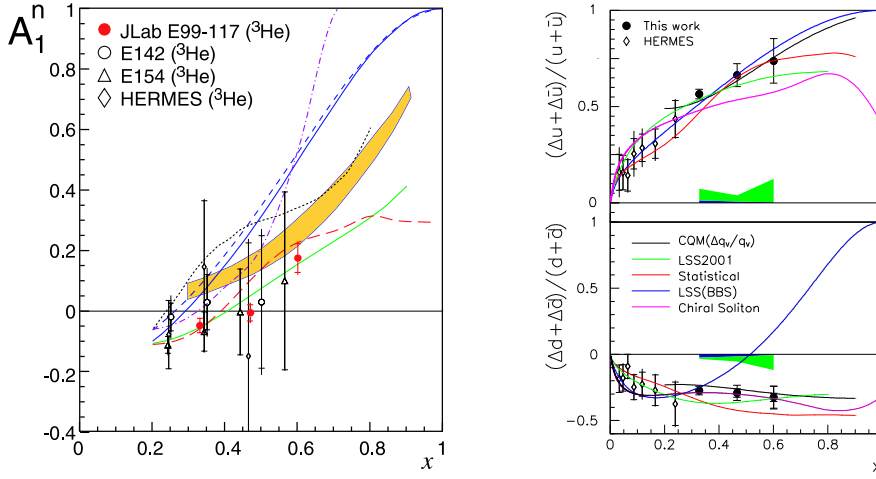 A₁ⁿ
JLab E99-117 (³He)
E142 (³He)
E154 (³He)
HERMES (³He)
1
0.8
0.6
0.4
0.2
0
-0.2
-0.4
0 0.2 0.4 0.6 0.8 1
x
(Δu+Δū)/(u+ū)
This work
HERMES
1
0.5
0
(Δd+Δd̄)/(d+d̄)
CQM(Δqᵥ/qᵥ)
LSS2001
Statistical
LSS(BBS)
Chiral Soliton
1
0.5
0
-0.5
0 0.2 0.4 0.6 0.8